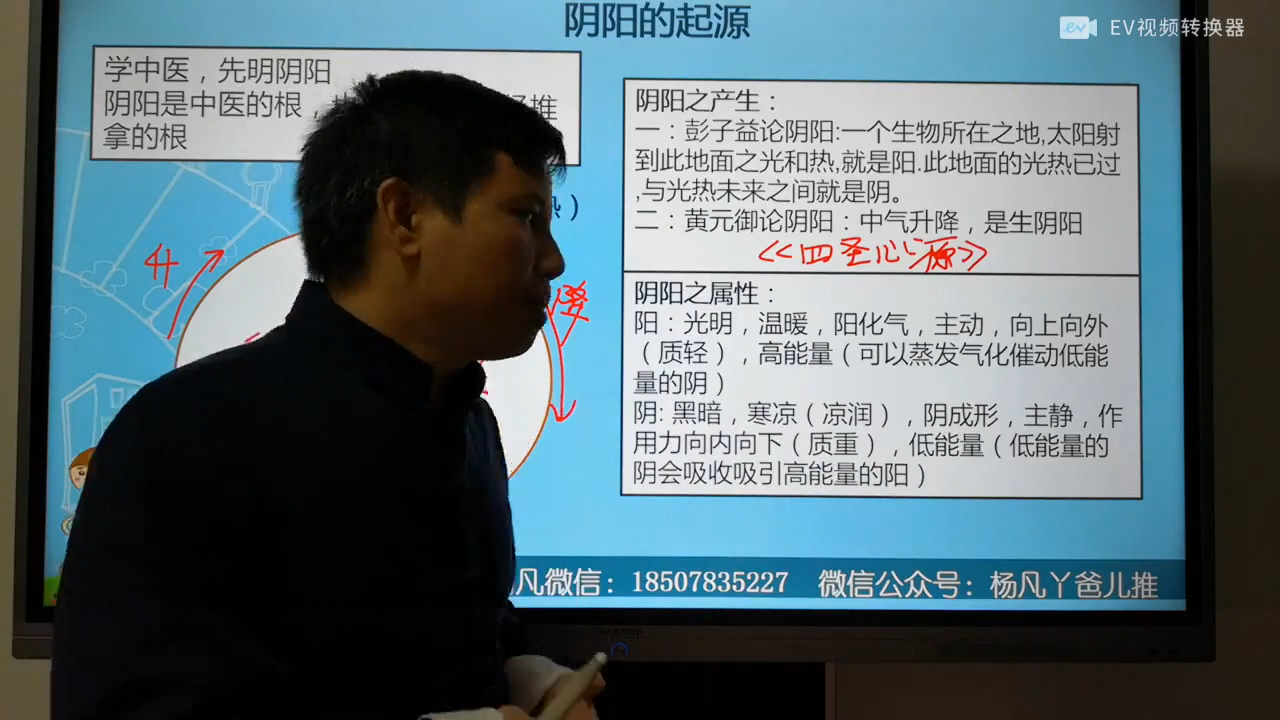 阴阳的起源
EV视频转换器
学中医，先明阴阳
阴阳是中医的根，
推
拿的根
）
升
降
阴阳之产生：
一：彭子益论阴阳:一个生物所在之地,太阳射
到此地面之光和热,就是阳.此地面的光热已过
,与光热未来之间就是阴。
二：黄元御论阴阳：中气升降，是生阴阳
《四圣心源》
阴阳之属性：
阳：光明，温暖，阳化气，主动，向上向外
（质轻），高能量（可以蒸发气化催动低能
量的阴）
阴: 黑暗，寒凉（凉润），阴成形，主静，作
用力向内向下（质重），低能量（低能量的
阴会吸收吸引高能量的阳）
凡微信：18507835227 微信公众号：杨凡丫爸儿推